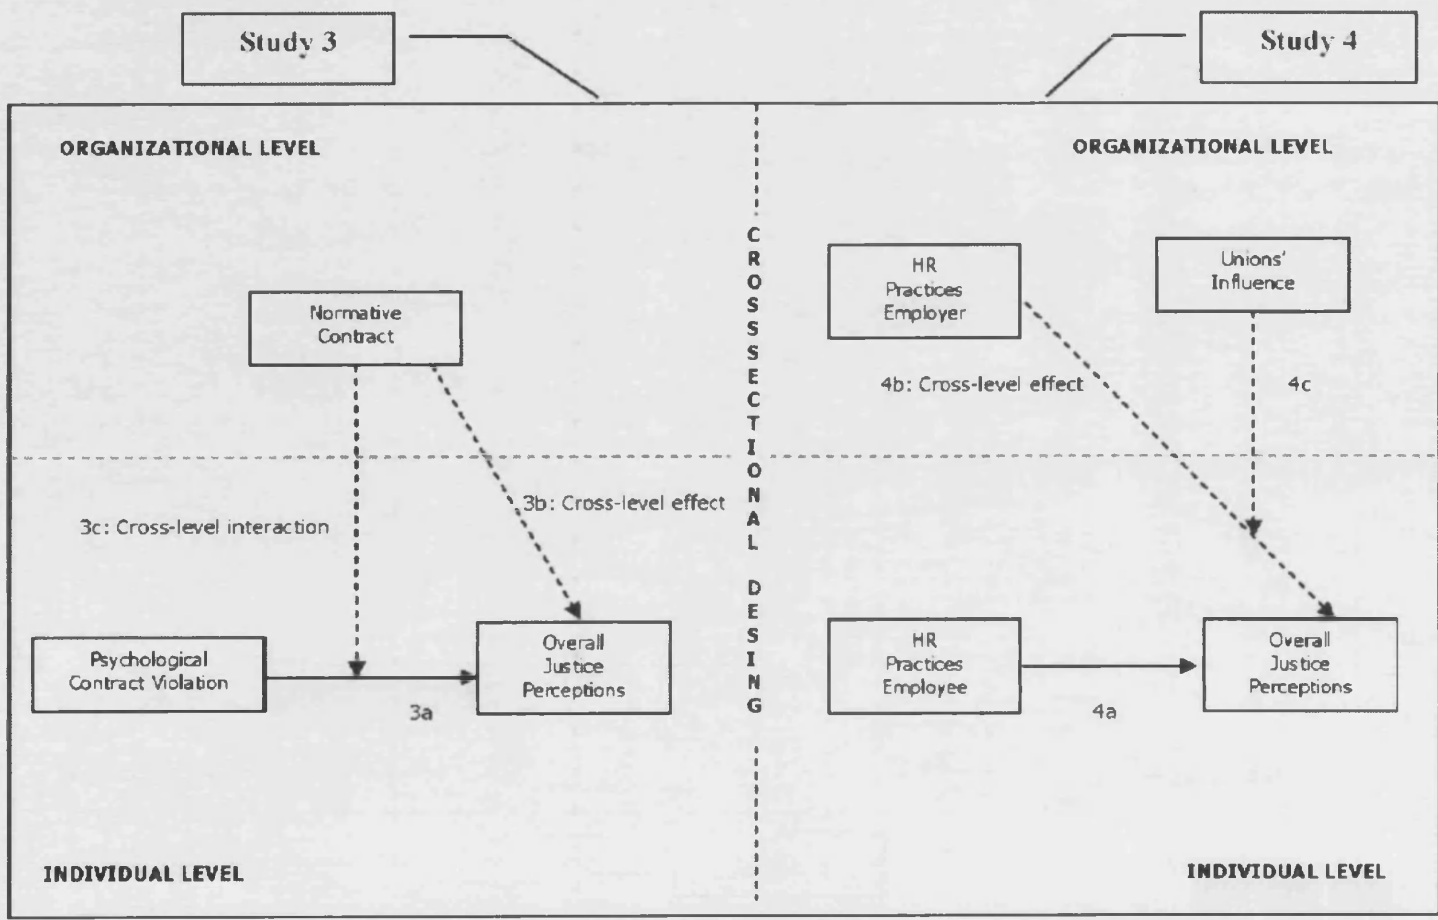 Study 3
Study 4
ORGANIZATIONAL LEVEL
ORGANIZATIONAL LEVEL
Normative
Contract
HR
Practices
Employer
Unions'
Influence
4b: Cross-level effect
4c
3c: Cross-level interaction
3b: Cross-level effect
CROSSSECTIONAL DESING
Psychological
Contract Violation
3a
Overall
Justice
Perceptions
HR
Practices
Employee
4a
Overall
Justice
Perceptions
INDIVIDUAL LEVEL
INDIVIDUAL LEVEL